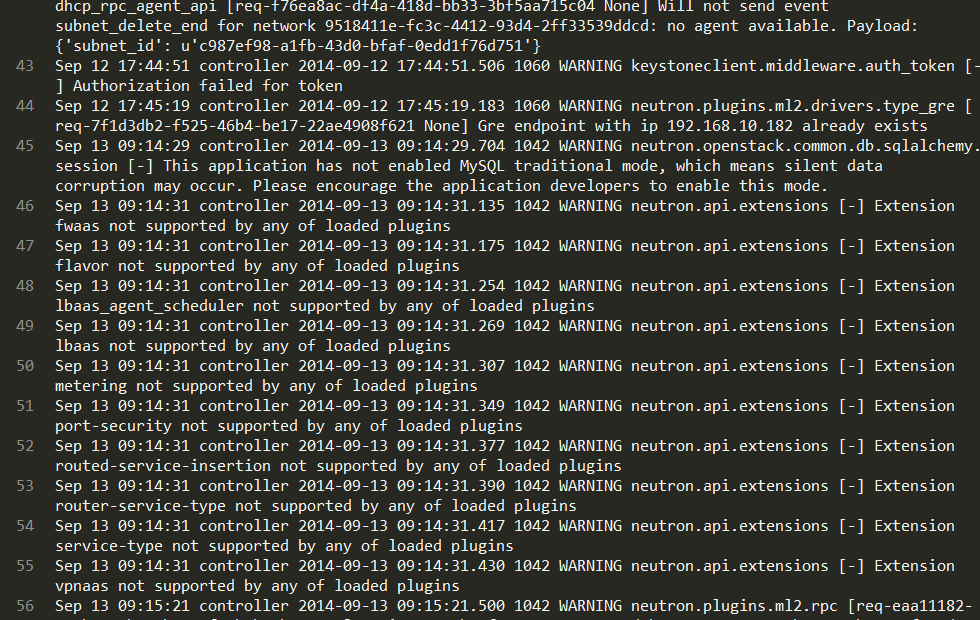 dhcp_rpc_agent_api [req-f76ea8ac-df4a-418d-bb33-3bf5aa715c04 None] Will not send event
subnet_delete_end for network 9518411e-fc3c-4412-93d4-2ff33539ddcd: no agent available. Payload:
{'subnet_id': u'c987ef98-a1fb-43d0-bfaf-0edd1f76d751'}
43 Sep 12 17:44:51 controller 2014-09-12 17:44:51.506 1060 WARNING keystoneclient.middleware.auth_token [-
] Authorization failed for token
44 Sep 12 17:45:19 controller 2014-09-12 17:45:19.183 1060 WARNING neutron.plugins.ml2.drivers.type_gre [
req-7f1d3db2-f525-46b4-be17-22ae4908f621 None] Gre endpoint with ip 192.168.10.182 already exists
45 Sep 13 09:14:29 controller 2014-09-13 09:14:29.704 1042 WARNING neutron.openstack.common.db.sqlalchemy.
session [-] This application has not enabled MySQL traditional mode, which means silent data
corruption may occur. Please encourage the application developers to enable this mode.
46 Sep 13 09:14:31 controller 2014-09-13 09:14:31.135 1042 WARNING neutron.api.extensions [-] Extension
fwaas not supported by any of loaded plugins
47 Sep 13 09:14:31 controller 2014-09-13 09:14:31.175 1042 WARNING neutron.api.extensions [-] Extension
flavor not supported by any of loaded plugins
48 Sep 13 09:14:31 controller 2014-09-13 09:14:31.254 1042 WARNING neutron.api.extensions [-] Extension
lbaas_agent_scheduler not supported by any of loaded plugins
49 Sep 13 09:14:31 controller 2014-09-13 09:14:31.269 1042 WARNING neutron.api.extensions [-] Extension
lbaas not supported by any of loaded plugins
50 Sep 13 09:14:31 controller 2014-09-13 09:14:31.307 1042 WARNING neutron.api.extensions [-] Extension
metering not supported by any of loaded plugins
51 Sep 13 09:14:31 controller 2014-09-13 09:14:31.349 1042 WARNING neutron.api.extensions [-] Extension
port-security not supported by any of loaded plugins
52 Sep 13 09:14:31 controller 2014-09-13 09:14:31.377 1042 WARNING neutron.api.extensions [-] Extension
routed-service-insertion not supported by any of loaded plugins
53 Sep 13 09:14:31 controller 2014-09-13 09:14:31.390 1042 WARNING neutron.api.extensions [-] Extension
router-service-type not supported by any of loaded plugins
54 Sep 13 09:14:31 controller 2014-09-13 09:14:31.417 1042 WARNING neutron.api.extensions [-] Extension
service-type not supported by any of loaded plugins
55 Sep 13 09:14:31 controller 2014-09-13 09:14:31.430 1042 WARNING neutron.api.extensions [-] Extension
vpnaas not supported by any of loaded plugins
56 Sep 13 09:15:21 controller 2014-09-13 09:15:21.500 1042 WARNING neutron.plugins.ml2.rpc [req-eaa11182-